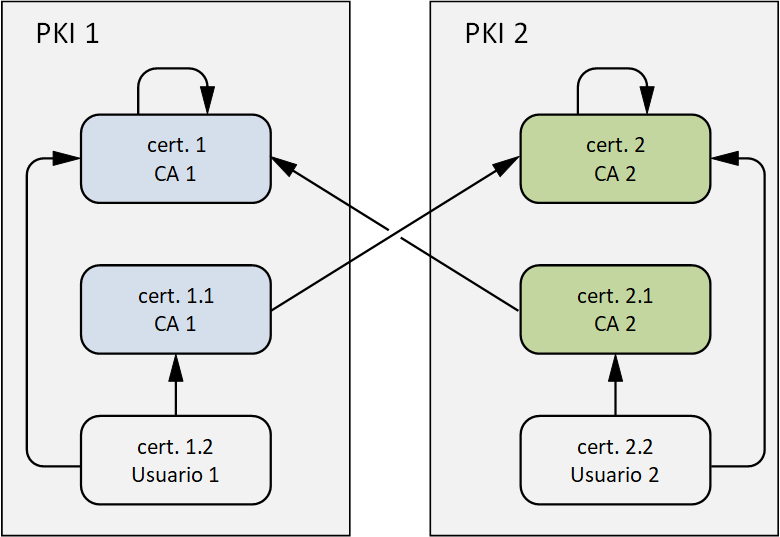 PKI 1
cert. 1
CA 1
cert. 1.1
CA 1
cert. 1.2
Usuario 1
PKI 2
cert. 2
CA 2
cert. 2.1
CA 2
cert. 2.2
Usuario 2